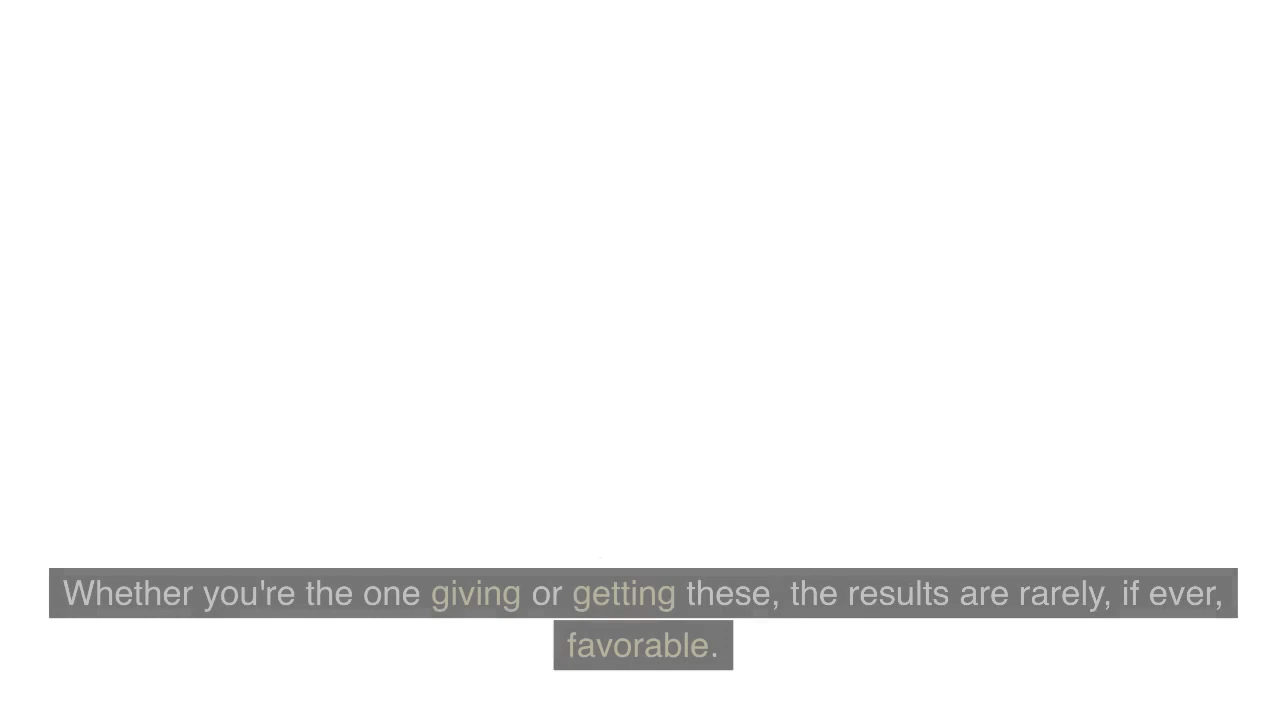 Whether you're the one giving or getting these, the results are rarely, if ever,
favorable.